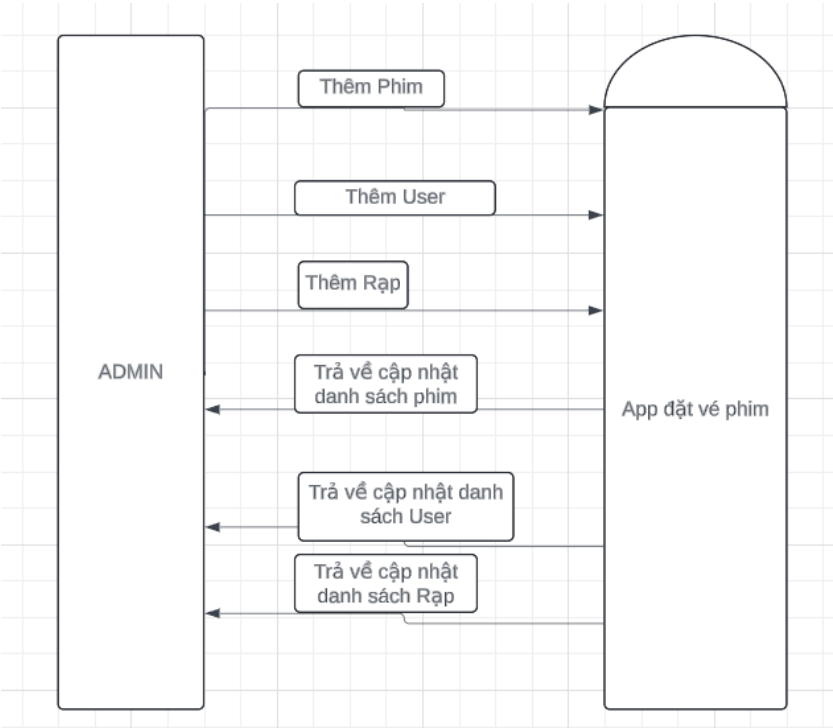 Thêm Phim
Thêm User
Thêm Rạp
ADMIN
Trả về cập nhật
danh sách phim
App đặt vé phim
Trả về cập nhật danh
sách User
Trả về cập nhật
danh sách Rạp